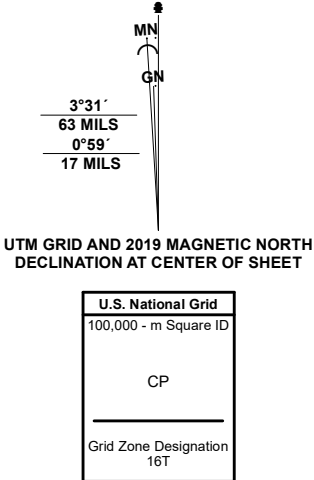 MN
GN
3°31´
63 MILS
0°59´
17 MILS
UTM GRID AND 2019 MAGNETIC NORTH
DECLINATION AT CENTER OF SHEET
U.S. National Grid
100,000 - m Square ID
CP
Grid Zone Designation
16T